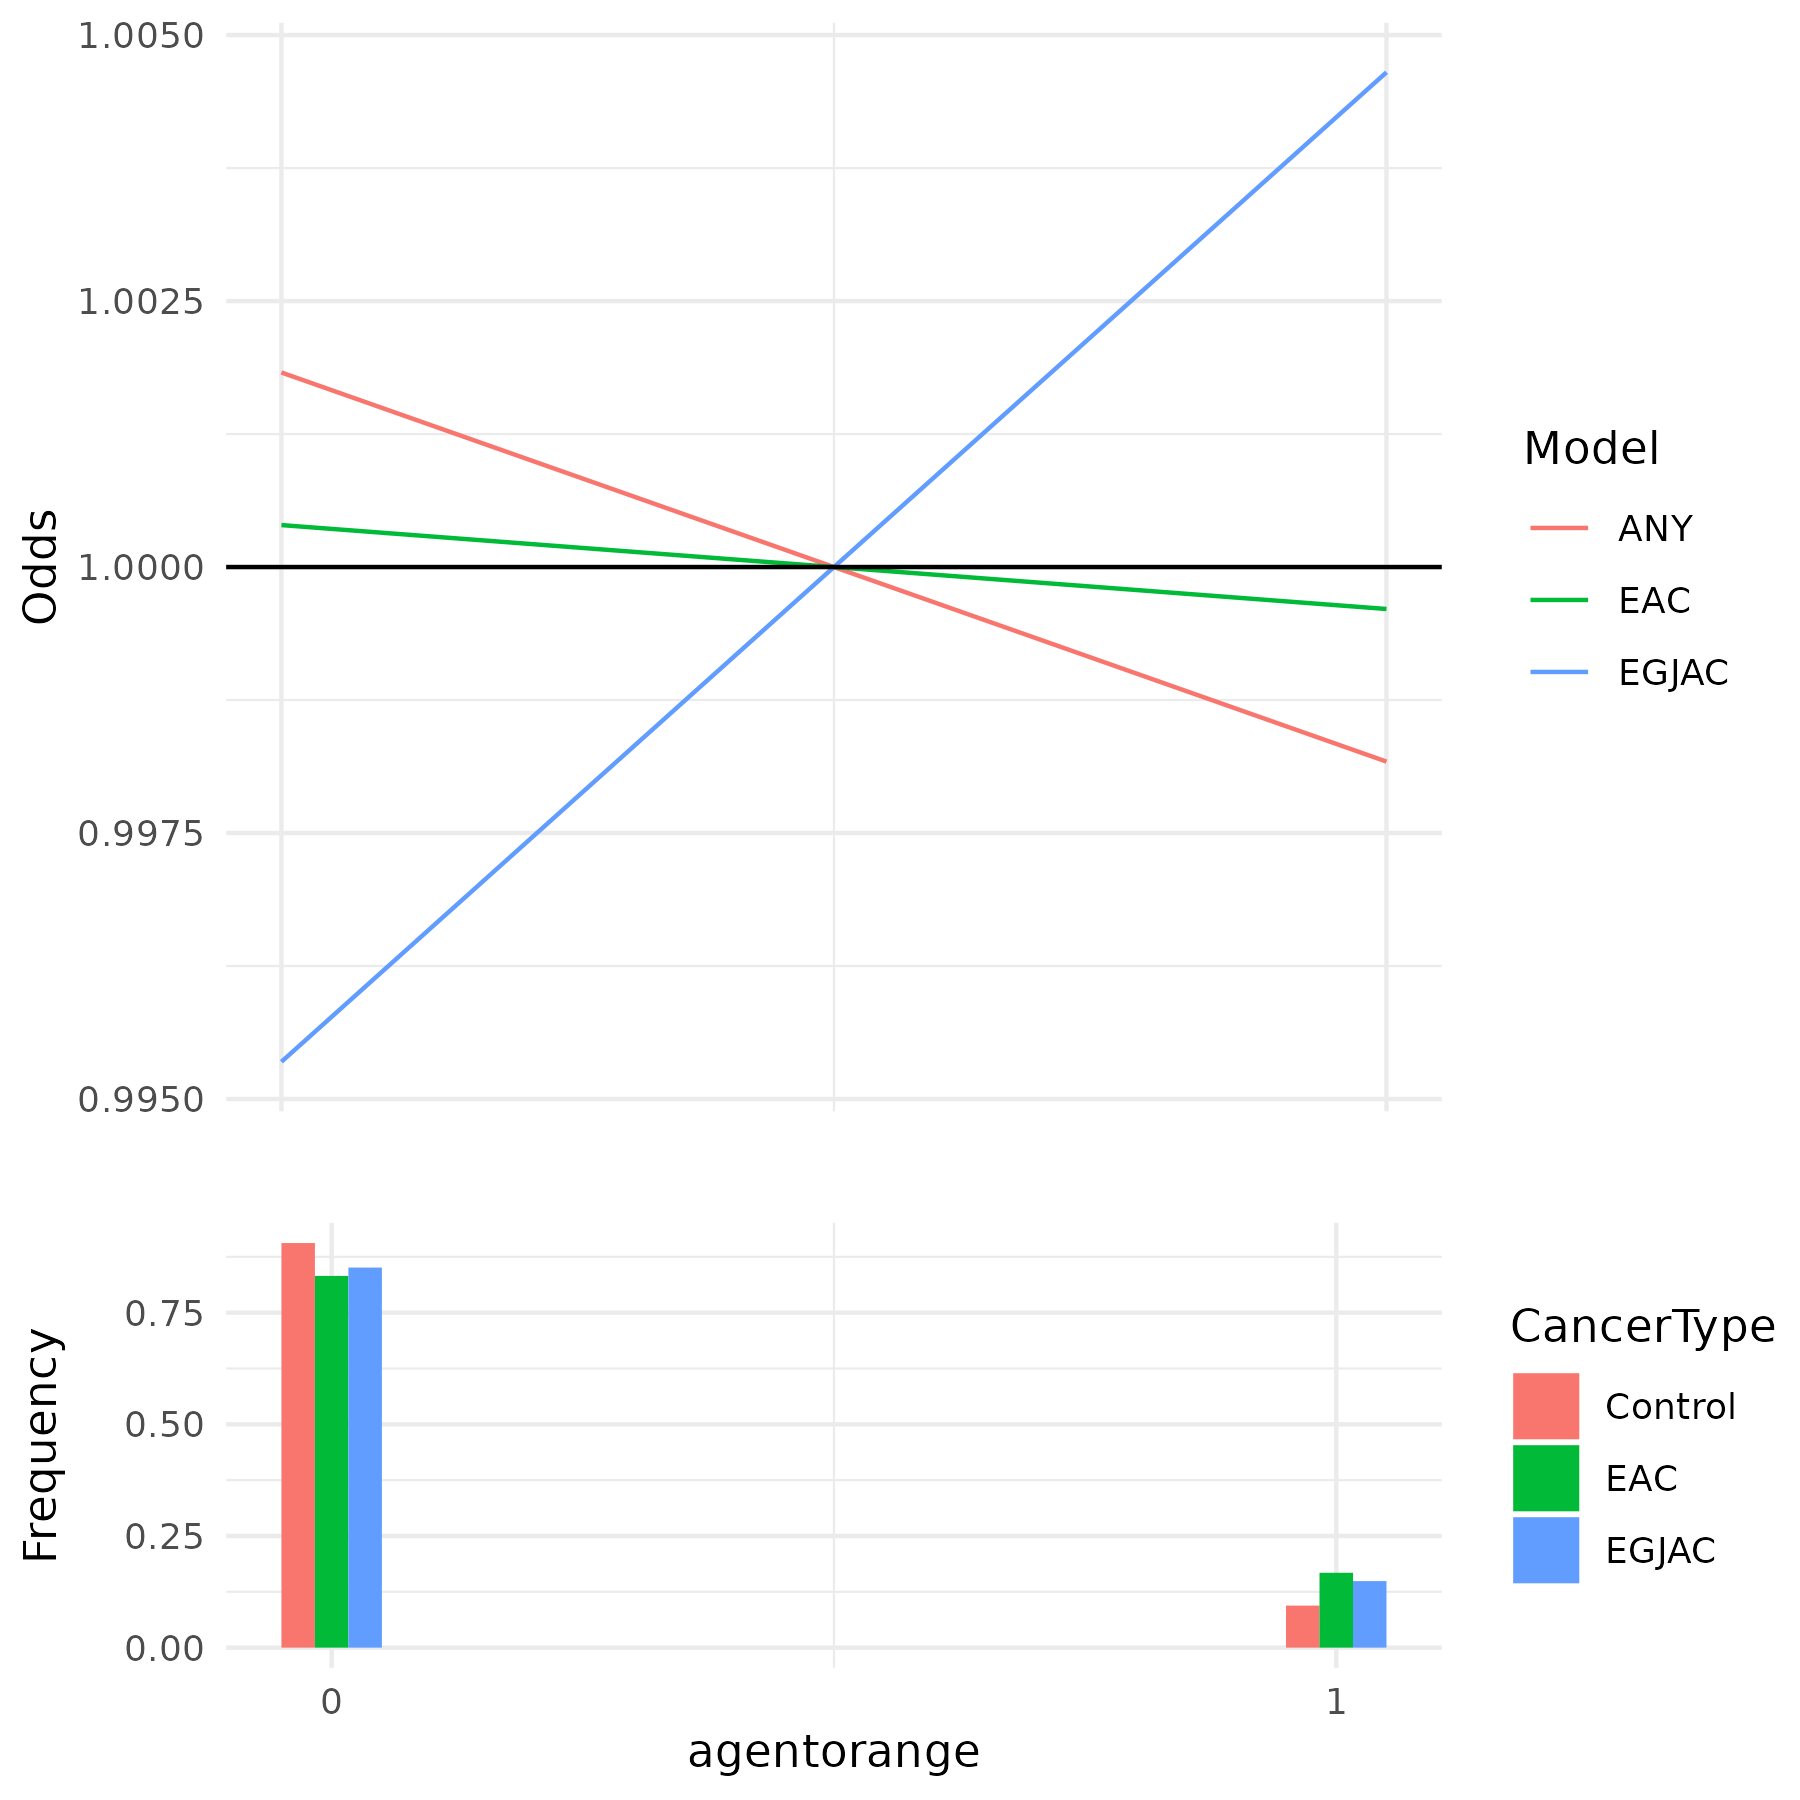 1.0050
1.0025
1.0000
0.9975
0.9950
Odds
Model
ANY
EAC
EGJAC
0.75
0.50
0.25
0.00
Frequency
0
1
agentorange
CancerType
Control
EAC
EGJAC